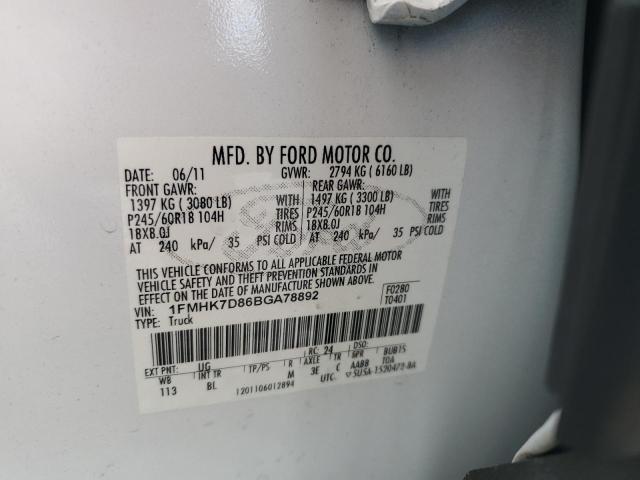 MFD. BY FORD MOTOR CO.
DATE: 06/11 GVWR: 2794 KG ( 6160 LB)
FRONT GAWR: REAR GAWR:
1397 KG ( 3080 LB) WITH 1497 KG ( 3300 LB) WITH
P245/60R18 104H TIRES P245/60R18 104H TIRES
18X8.0J RIMS 18X8.0J RIMS
AT 240 kPa/ 35 PSI COLD AT 240 kPa/ 35 PSI COLD
THIS VEHICLE CONFORMS TO ALL APPLICABLE FEDERAL MOTOR
VEHICLE SAFETY AND THEFT PREVENTION STANDARDS IN
EFFECT ON THE DATE OF MANUFACTURE SHOWN ABOVE.
VIN: 1FMHK7D86BGA78892 F0280
TYPE: Truck T0401
EXT PNT: UG RC: 24 DSO:
WB INT TR TP/PS R AXLE TR SPR BUB15
113 BL M 3E C AABB TOA
1201106012894 UTC